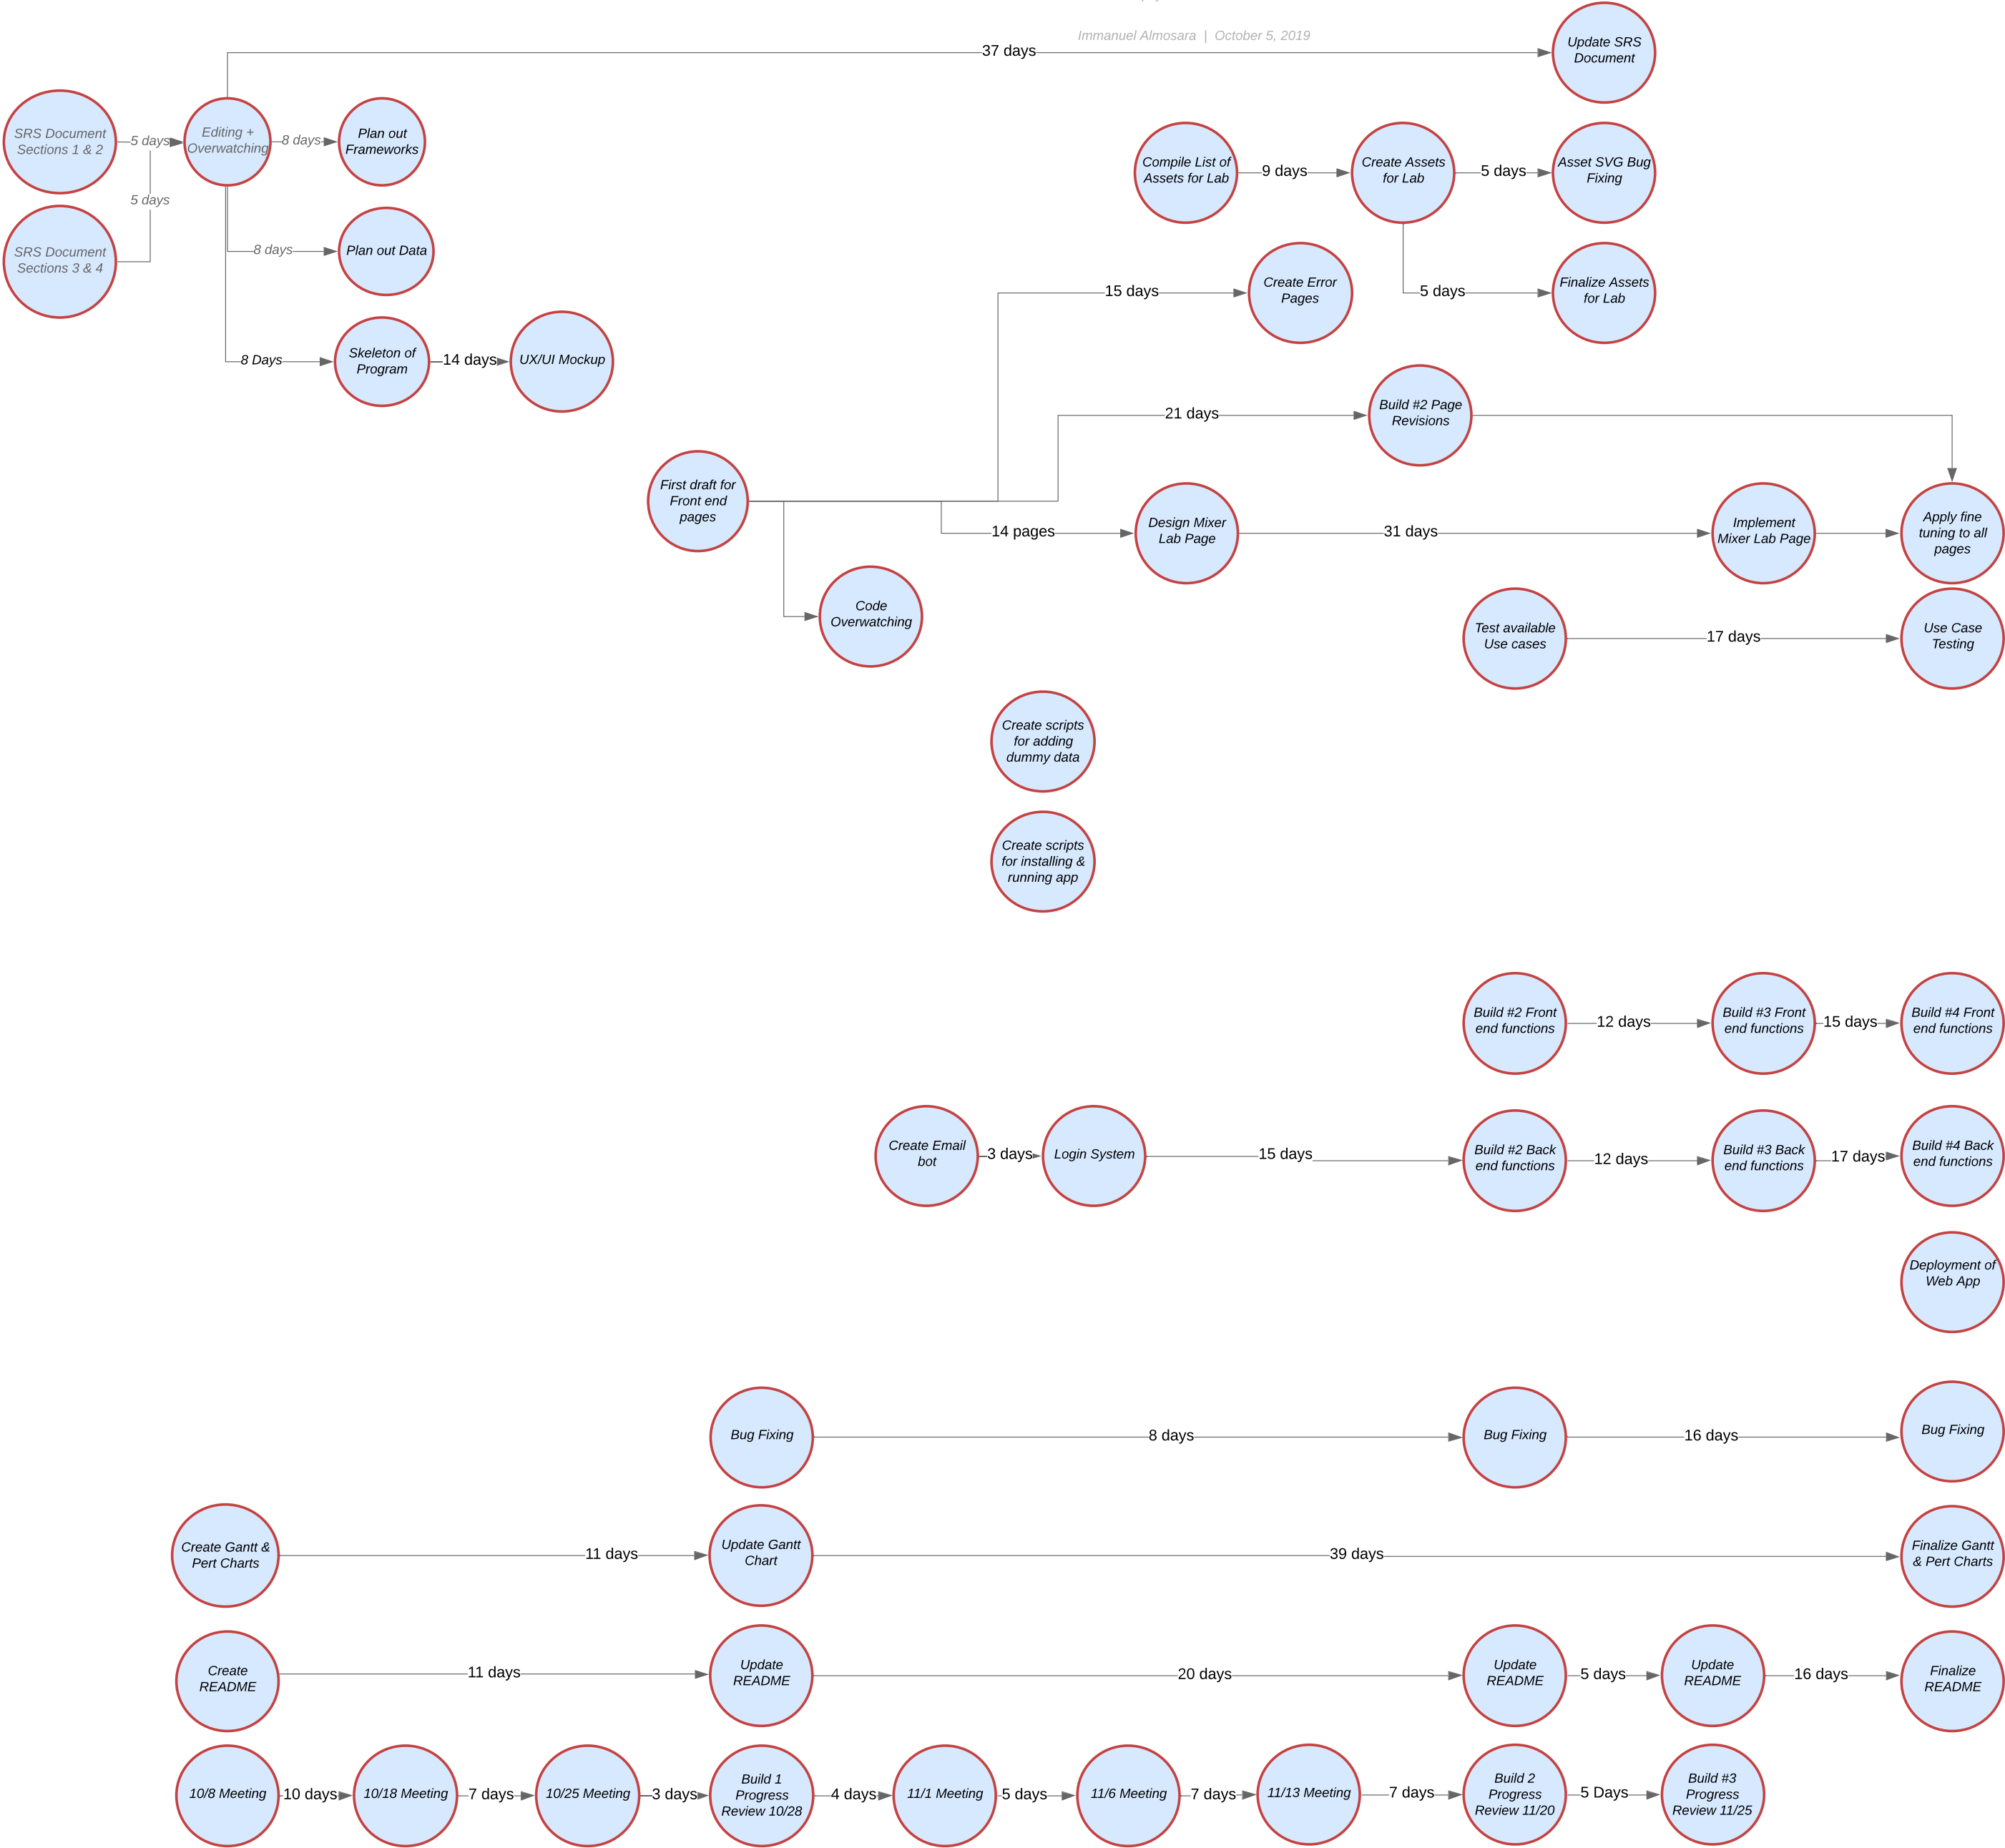 Immanuel Almosara | October 5, 2019
37 days
Update SRS
Document
SRS Document
Sections 1 & 2
5 days
Editing +
Overwatching
8 days
Plan out
Frameworks
Compile List of
Assets for Lab
9 days
Create Assets
for Lab
5 days
Asset SVG Bug
Fixing
5 days
SRS Document
Sections 3 & 4
8 days
Plan out Data
15 days
Create Error
Pages
5 days
Finalize Assets
for Lab
8 Days
Skeleton of
Program
14 days
UX/UI Mockup
21 days
Build #2 Page
Revisions
First draft for
Front end
pages
14 pages
Design Mixer
Lab Page
31 days
Implement
Mixer Lab Page
Apply fine
tuning to all
pages
Code
Overwatching
Test available
Use cases
17 days
Use Case
Testing
Create scripts
for adding
dummy data
Create scripts
for installing &
running app
Build #2 Front
end functions
12 days
Build #3 Front
end functions
15 days
Build #4 Front
end functions
Create Email
bot
3 days
Login System
15 days
Build #2 Back
end functions
12 days
Build #3 Back
end functions
17 days
Build #4 Back
end functions
Deployment of
Web App
Bug Fixing
8 days
Bug Fixing
16 days
Bug Fixing
Create Gantt &
Pert Charts
11 days
Update Gantt
Chart
39 days
Finalize Gantt
& Pert Charts
Create
README
11 days
Update
README
20 days
Update
README
5 days
Update
README
16 days
Finalize
README
10/8 Meeting
10 days
10/18 Meeting
7 days
10/25 Meeting
3 days
Build 1
Progress
Review 10/28
4 days
11/1 Meeting
5 days
11/6 Meeting
7 days
11/13 Meeting
7 days
Build 2
Progress
Review 11/20
5 Days
Build #3
Progress
Review 11/25